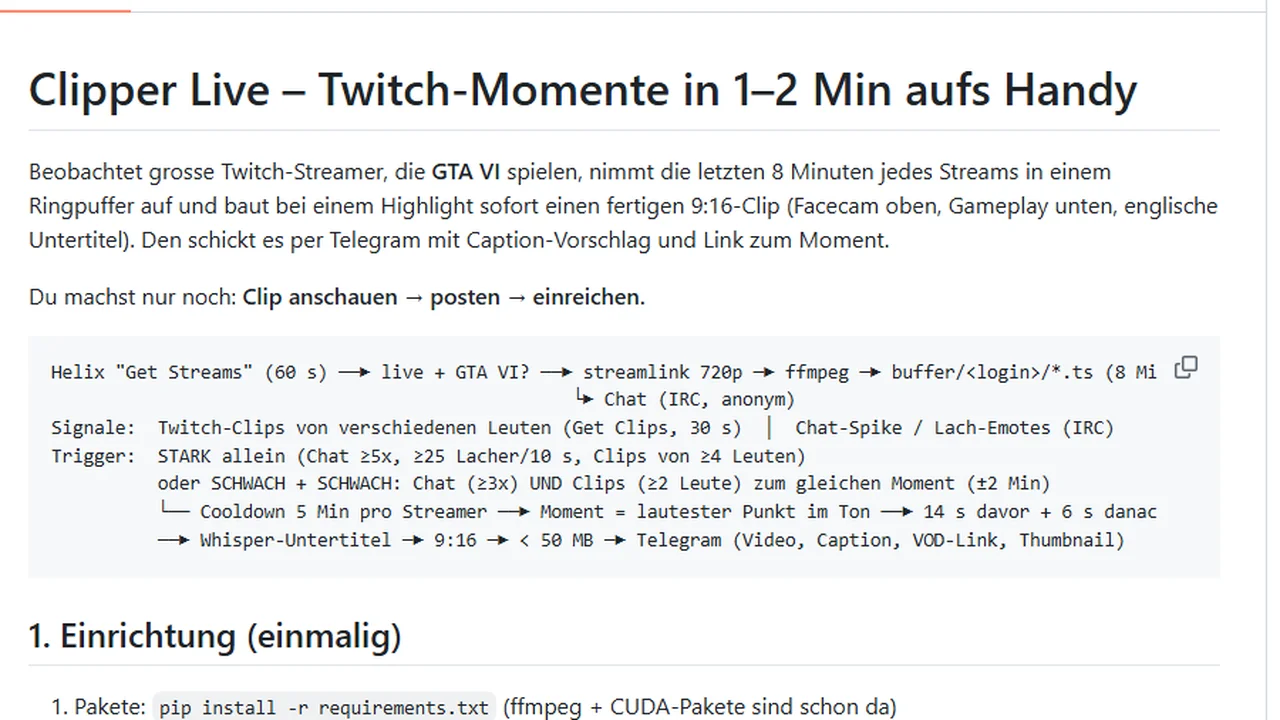 Clipper Live – Twitch-Momente in 1–2 Min aufs Handy
Beobachtet grosse Twitch-Streamer, die GTA VI spielen, nimmt die letzten 8 Minuten jedes Streams in einem
Ringpuffer auf und baut bei einem Highlight sofort einen fertigen 9:16-Clip (Facecam oben, Gameplay unten, englische
Untertitel). Den schickt es per Telegram mit Caption-Vorschlag und Link zum Moment.
Du machst nur noch: Clip anschauen → posten → einreichen.
Helix "Get Streams" (60 s) ──► live + GTA VI? ──► streamlink 720p ─► ffmpeg ─► buffer/<login>/*.ts (8 Mi
└► Chat (IRC, anonym)
Signale: Twitch-Clips von verschiedenen Leuten (Get Clips, 30 s) │ Chat-Spike / Lach-Emotes (IRC)
Trigger: STARK allein (Chat ≥5x, ≥25 Lacher/10 s, Clips von ≥4 Leuten)
oder SCHWACH + SCHWACH: Chat (≥3x) UND Clips (≥2 Leute) zum gleichen Moment (±2 Min)
└── Cooldown 5 Min pro Streamer ──► Moment = lautester Punkt im Ton ──► 14 s davor + 6 s danac
──► Whisper-Untertitel ─► 9:16 ─► < 50 MB ─► Telegram (Video, Caption, VOD-Link, Thumbnail)
1. Einrichtung (einmalig)
1. Pakete: pip install -r requirements.txt (ffmpeg + CUDA-Pakete sind schon da)